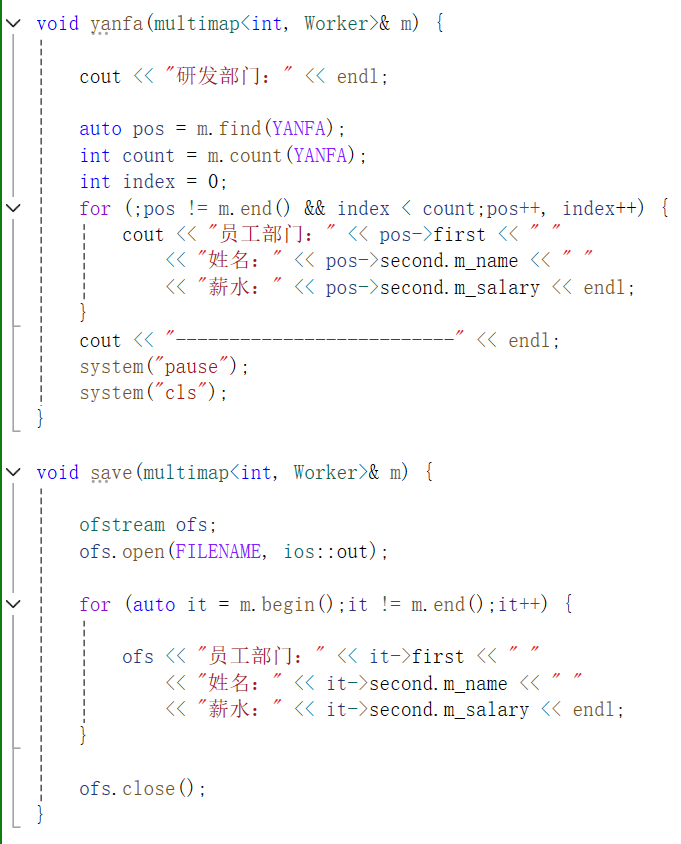 void yanfa(multimap<int, Worker>& m) {
cout << "研发部门：" << endl;
auto pos = m.find(YANFA);
int count = m.count(YANFA);
int index = 0;
for (;pos != m.end() && index < count;pos++, index++) {
cout << "员工部门：" << pos->first << " "
<< "姓名：" << pos->second.m_name << " "
<< "薪水：" << pos->second.m_salary << endl;
}
cout << "--------------------------" << endl;
system("pause");
system("cls");
}
void save(multimap<int, Worker>& m) {
ofstream ofs;
ofs.open(FILENAME, ios::out);
for (auto it = m.begin();it != m.end();it++) {
ofs << "员工部门：" << it->first << " "
<< "姓名：" << it->second.m_name << " "
<< "薪水：" << it->second.m_salary << endl;
}
ofs.close();
}